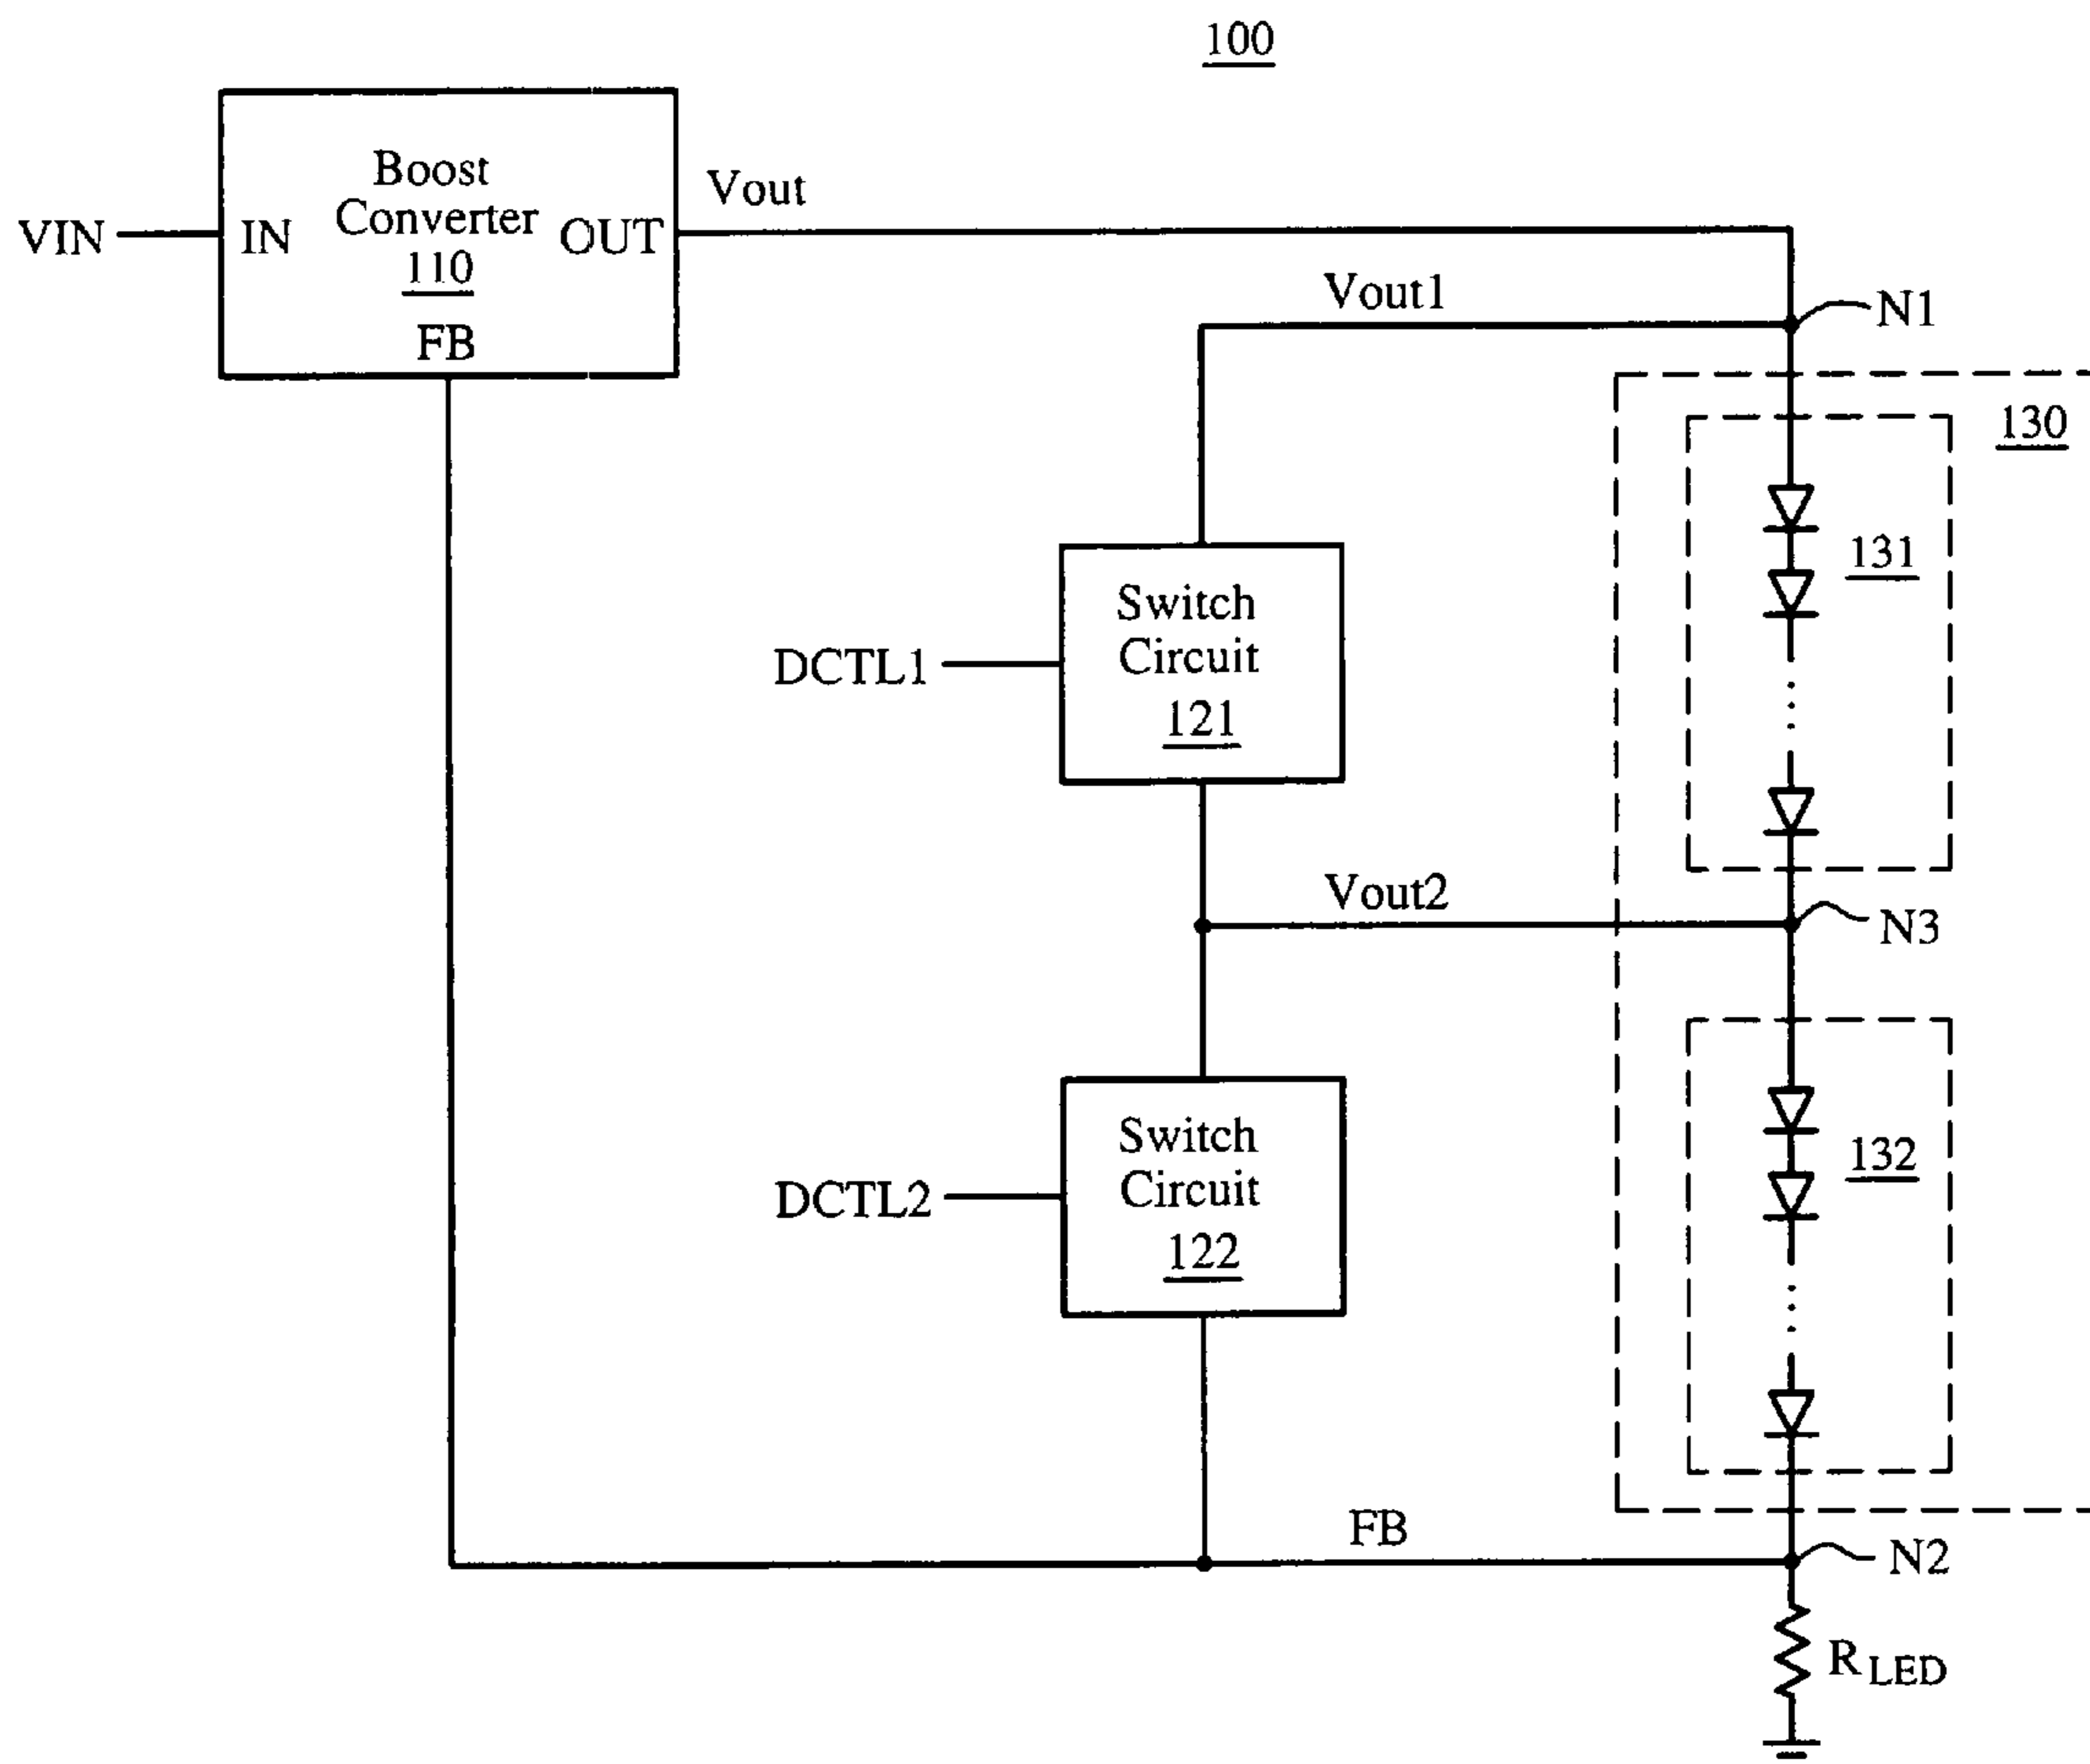 100
Boost
Converter
110
VIN
IN
OUT
FB
Vout
Vout1
N1
130
131
Switch
Circuit
121
DCTL1
Vout2
N3
132
Switch
Circuit
122
DCTL2
FB
N2
RLED